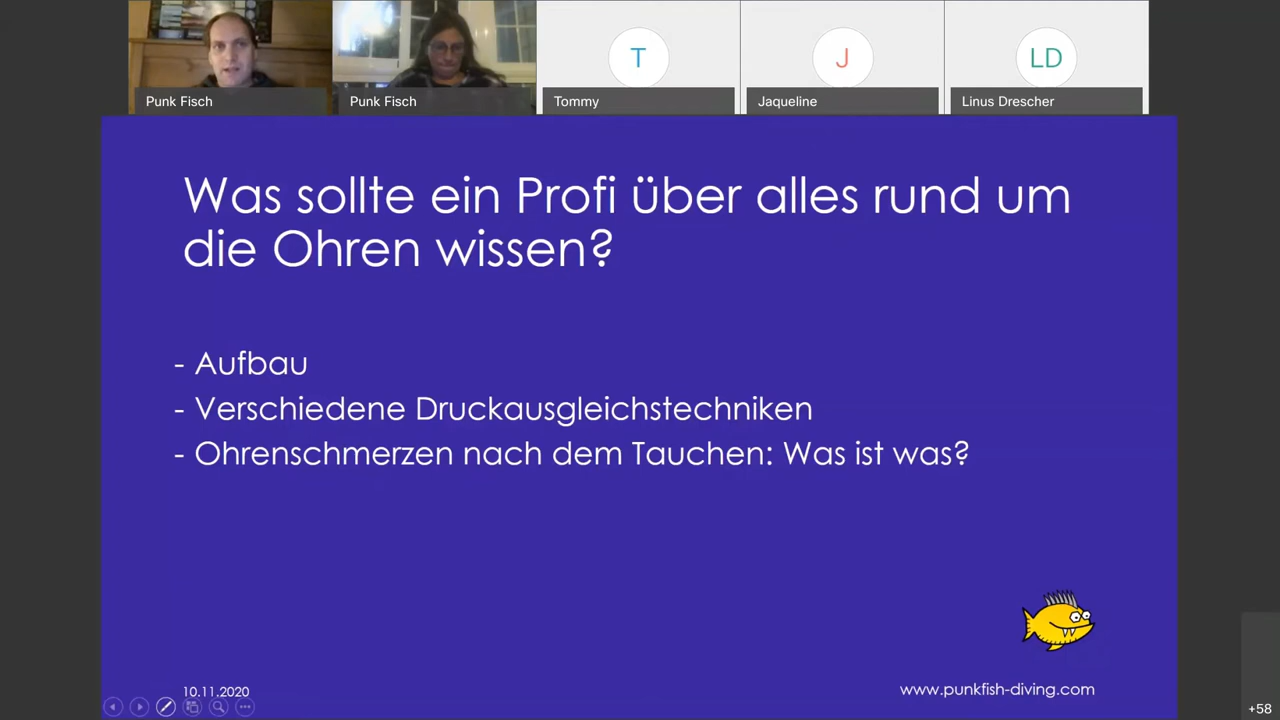 T
J
LD
Punk Fisch
Punk Fisch
Tommy
Jaqueline
Linus Drescher
Was sollte ein Profi über alles rund um
die Ohren wissen?
- Aufbau
- Verschiedene Druckausgleichstechniken
- Ohrenschmerzen nach dem Tauchen: Was ist was?
10.11.2020
www.punkfish-diving.com
+58